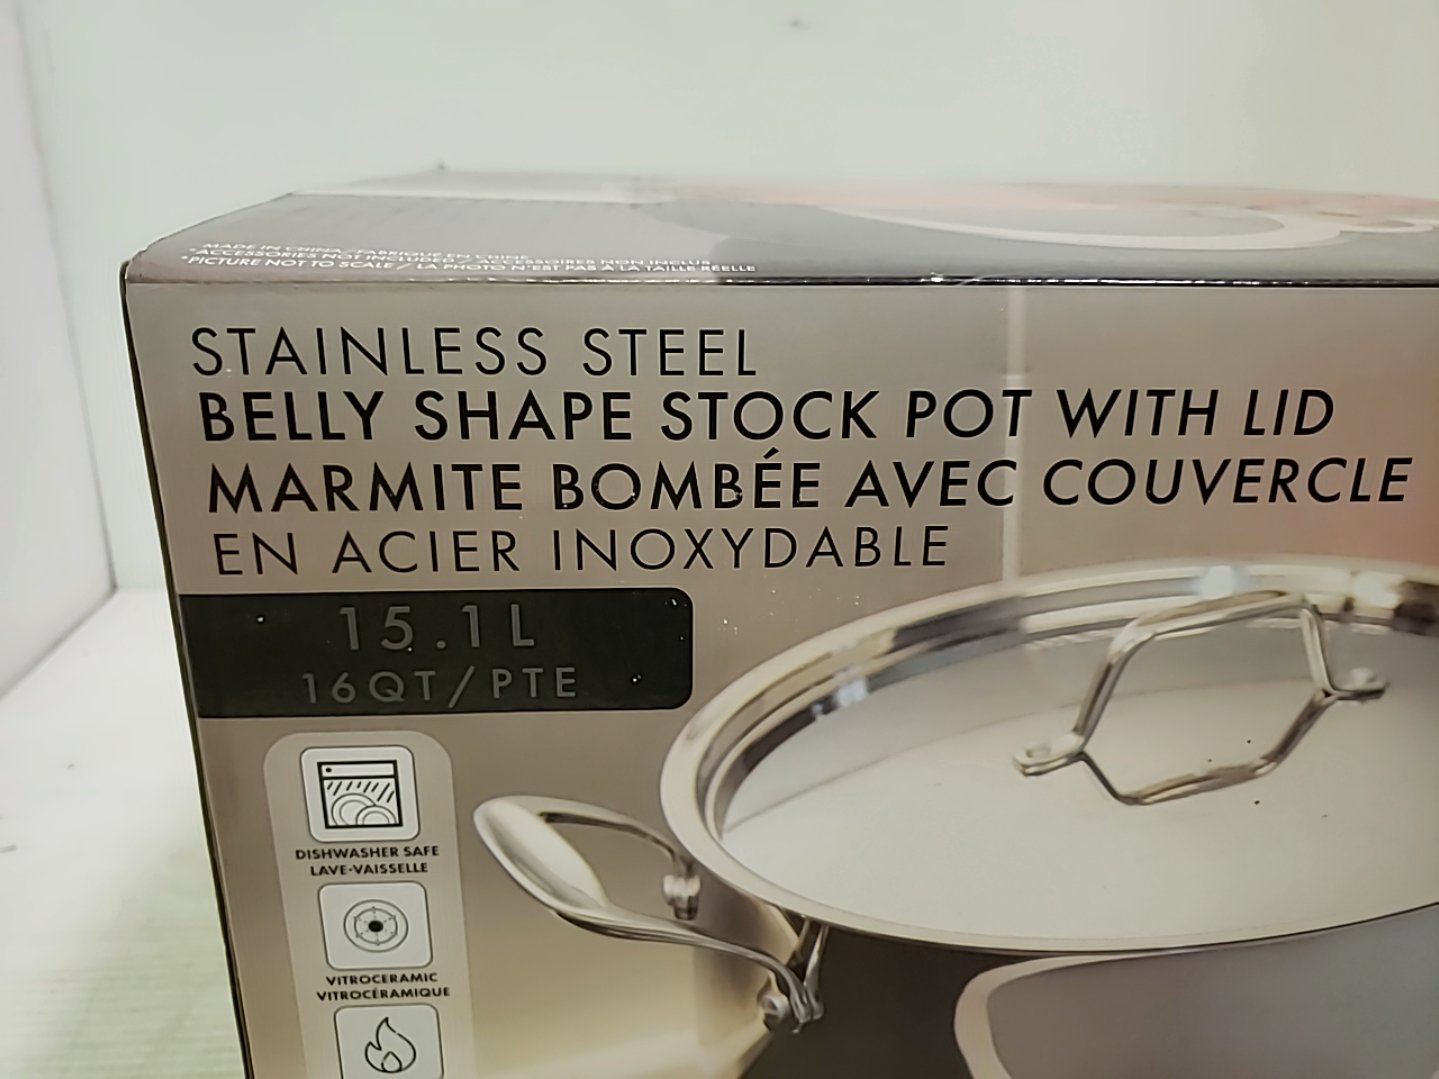 MADE IN CHINA/FABRIQUÉ EN CHINE
*ACCESSORIES NOT INCLUDED / ACCESSOIRES NON INCLUS
*PICTURE NOT TO SCALE / LA PHOTO N'EST PAS À LA TAILLE RÉELLE
STAINLESS STEEL
BELLY SHAPE STOCK POT WITH LID
MARMITE BOMBÉE AVEC COUVERCLE
EN ACIER INOXYDABLE
15.1L
16QT/PTE
DISHWASHER SAFE
LAVE-VAISSELLE
VITROCERAMIC
VITROCÉRAMIQUE